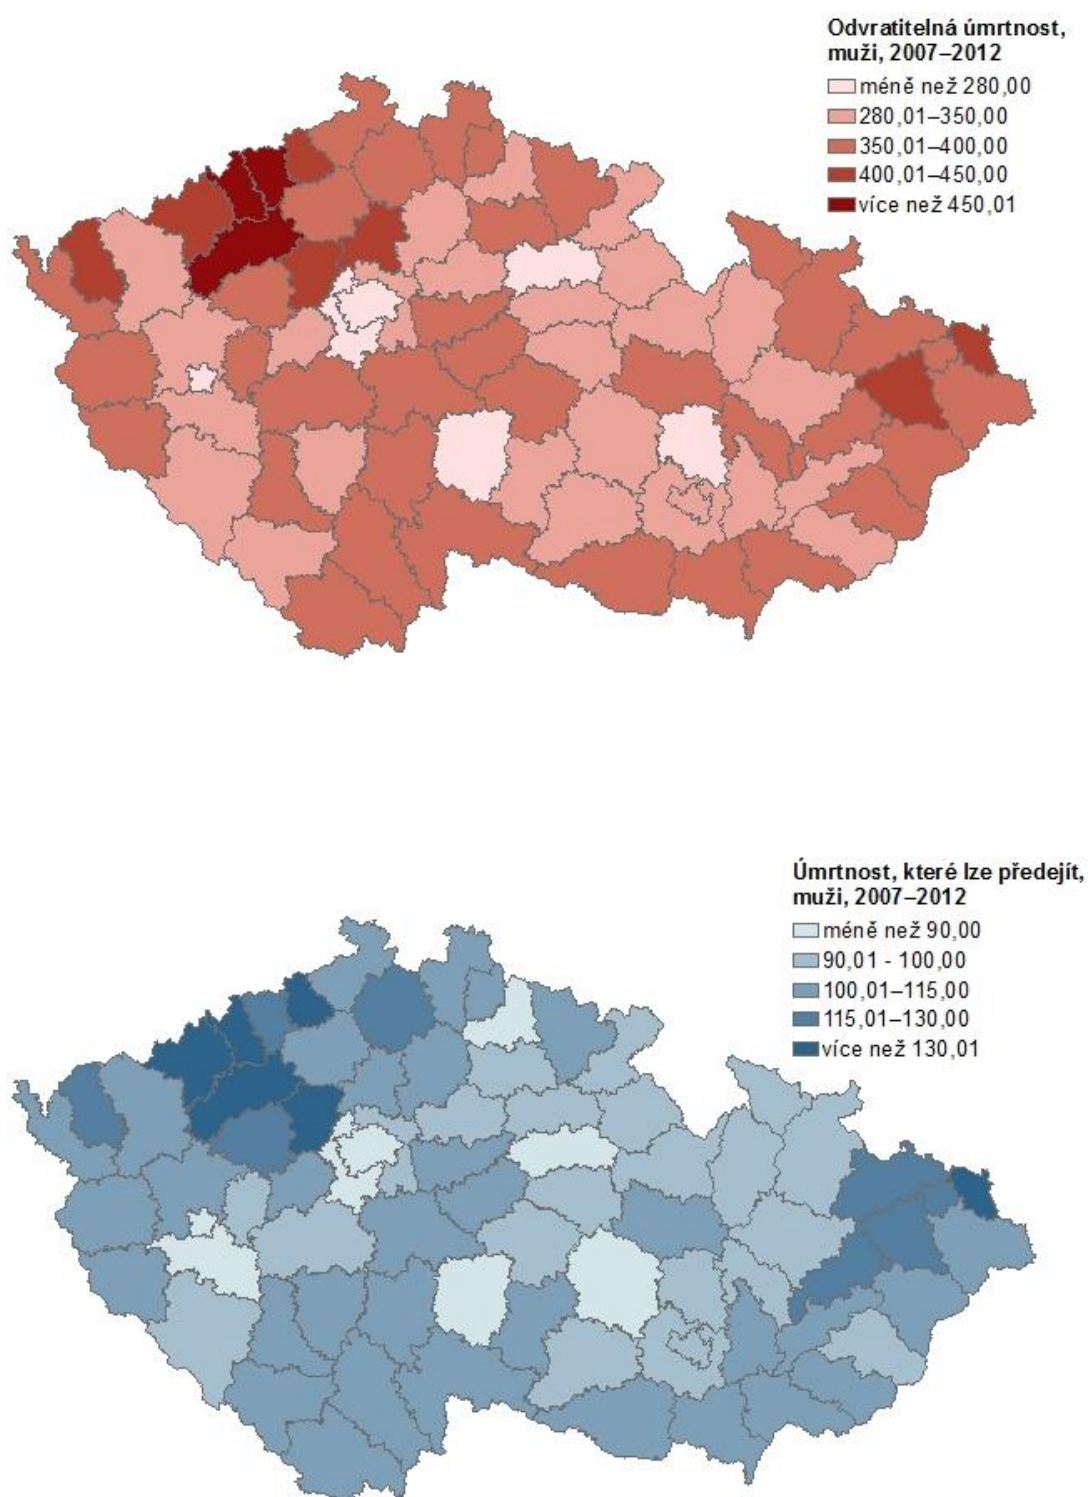 Odvratitelná úmrtnost,
muži, 2007–2012
méně než 280,00
280,01–350,00
350,01–400,00
400,01–450,00
více než 450,01
Úmrtnost, které lze předejít,
muži, 2007–2012
méně než 90,00
90,01 - 100,00
100,01–115,00
115,01–130,00
více než 130,01